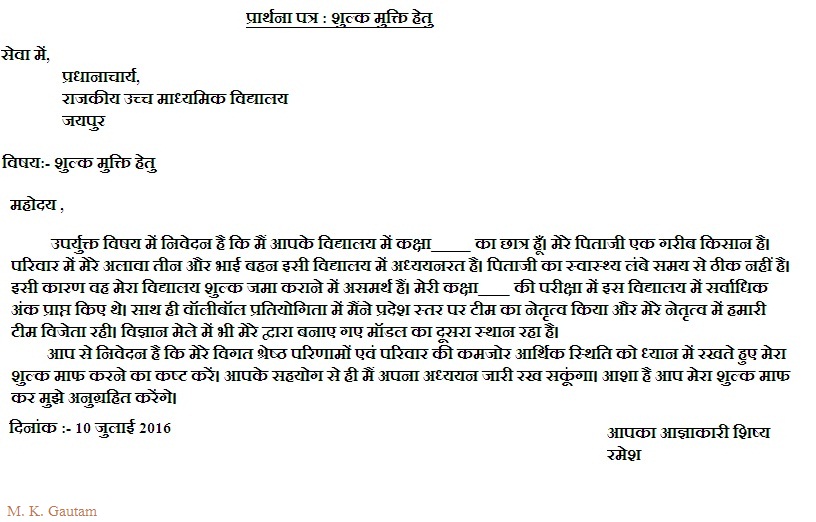 प्रार्थना पत्र : शुल्क मुक्ति हेतु
सेवा में,
प्रधानाचार्य,
राजकीय उच्च माध्यमिक विद्यालय
जयपुर
विषय:- शुल्क मुक्ति हेतु
महोदय ,
उपर्युक्त विषय में निवेदन है कि मैं आपके विद्यालय में कक्षा_____ का छात्र हूँ। मेरे पिताजी एक गरीब किसान है।
परिवार में मेरे अलावा तीन और भाई बहन इसी विद्यालय में अध्ययनरत है। पिताजी का स्वास्थ्य लंबे समय से ठीक नहीं है।
इसी कारण वह मेरा विद्यालय शुल्क जमा कराने में असमर्थ हैं। मेरी कक्षा____ की परीक्षा में इस विद्यालय में सर्वाधिक
अंक प्राप्त किए थे। साथ ही वॉलीबॉल प्रतियोगिता में मैंने प्रदेश स्तर पर टीम का नेतृत्व किया और मेरे नेतृत्व में हमारी
टीम विजेता रही। विज्ञान मेले में भी मेरे द्वारा बनाए गए मॉडल का दूसरा स्थान रहा है।
आप से निवेदन है कि मेरे विगत श्रेष्ठ परिणामों एवं परिवार की कमजोर आर्थिक स्थिति को ध्यान में रखते हुए मेरा
शुल्क माफ करने का कष्ट करें। आपके सहयोग से ही मैं अपना अध्ययन जारी रख सकूंगा। आशा है आप मेरा शुल्क माफ
कर मुझे अनुग्रहित करेंगे।
दिनांक :- 10 जुलाई 2016
आपका आज्ञाकारी शिष्य
रमेश
M. K. Gautam